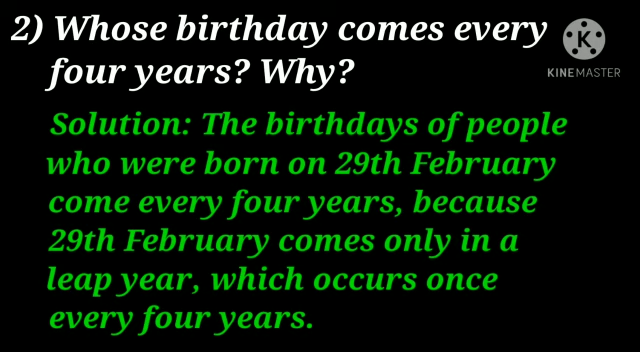 2) Whose birthday comes every
four years? Why?
K
KINEMASTER
Solution: The birthdays of people
who were born on 29th February
come every four years, because
29th February comes only in a
leap year, which occurs once
every four years.